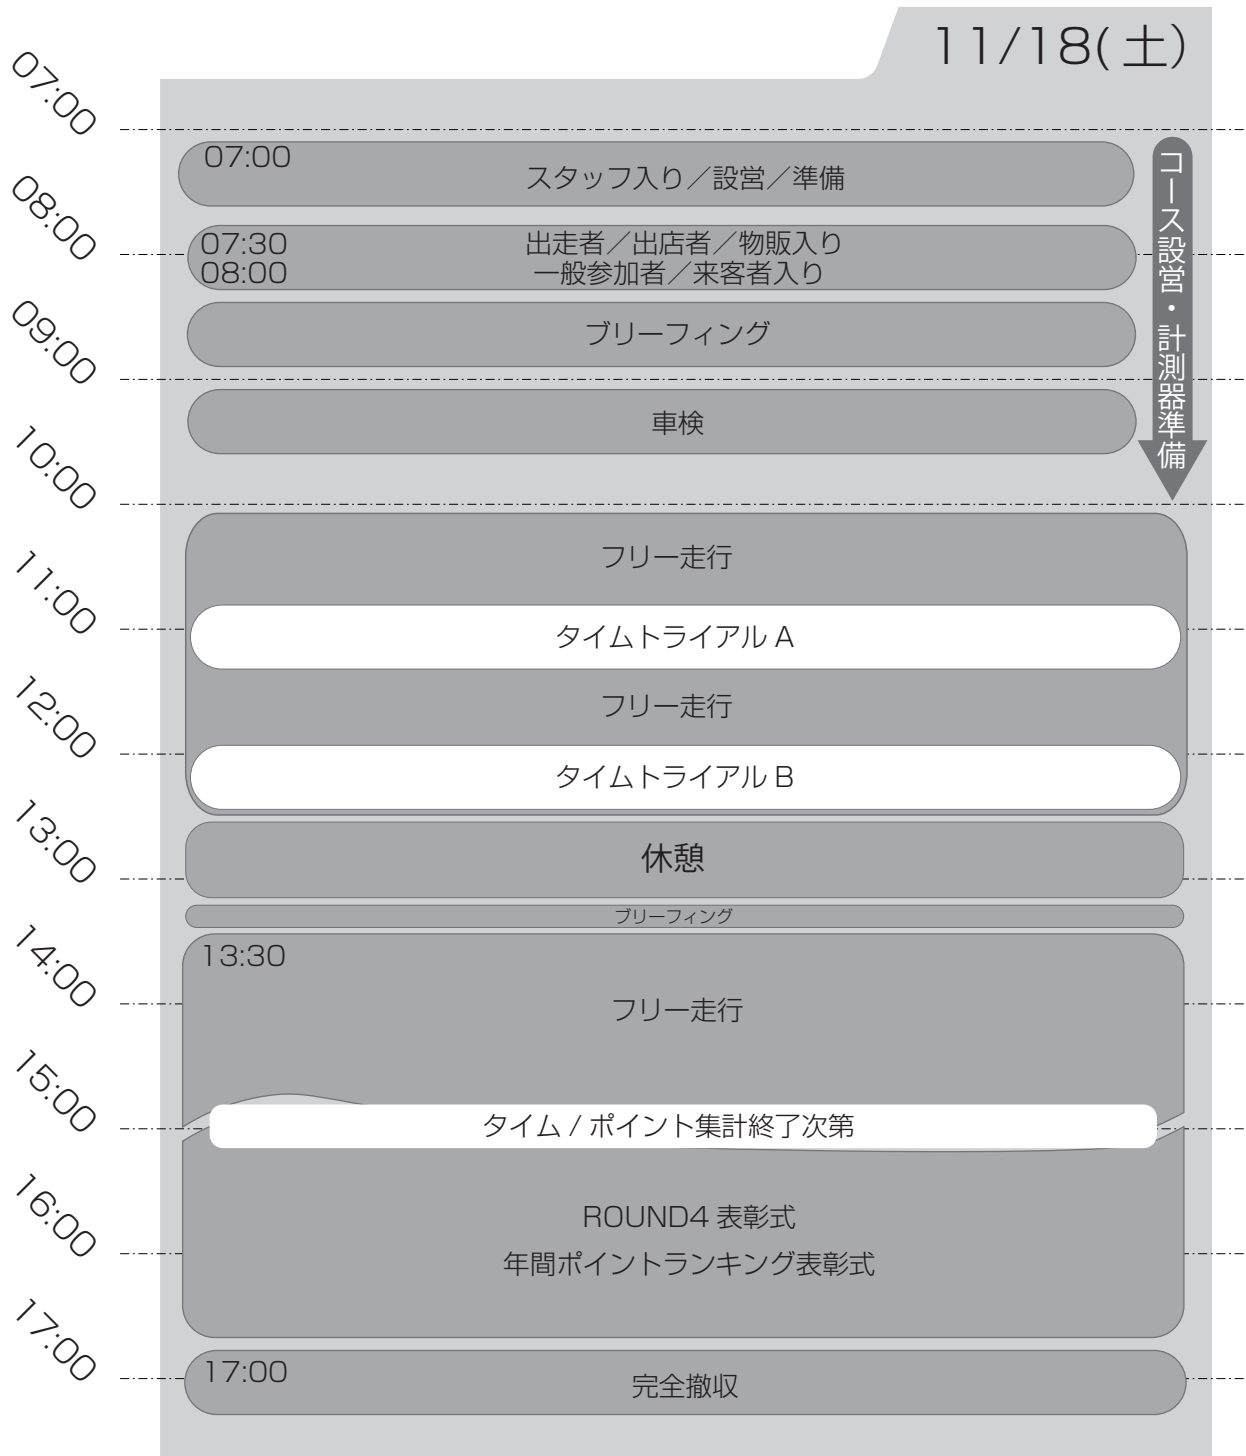 11/18(土)
07:00
07:00
スタッフ入り／設営／準備
コース設営・計測器準備
08:00
07:30
出走者／出店者／物販入り
08:00
一般参加者／来客者入り
09:00
ブリーフィング
車検
10:00
フリー走行
11:00
タイムトライアル A
フリー走行
12:00
タイムトライアル B
13:00
休憩
ブリーフィング
14:00
13:30
フリー走行
15:00
タイム / ポイント集計終了次第
16:00
ROUND4 表彰式
年間ポイントランキング表彰式
17:00
17:00
完全撤収